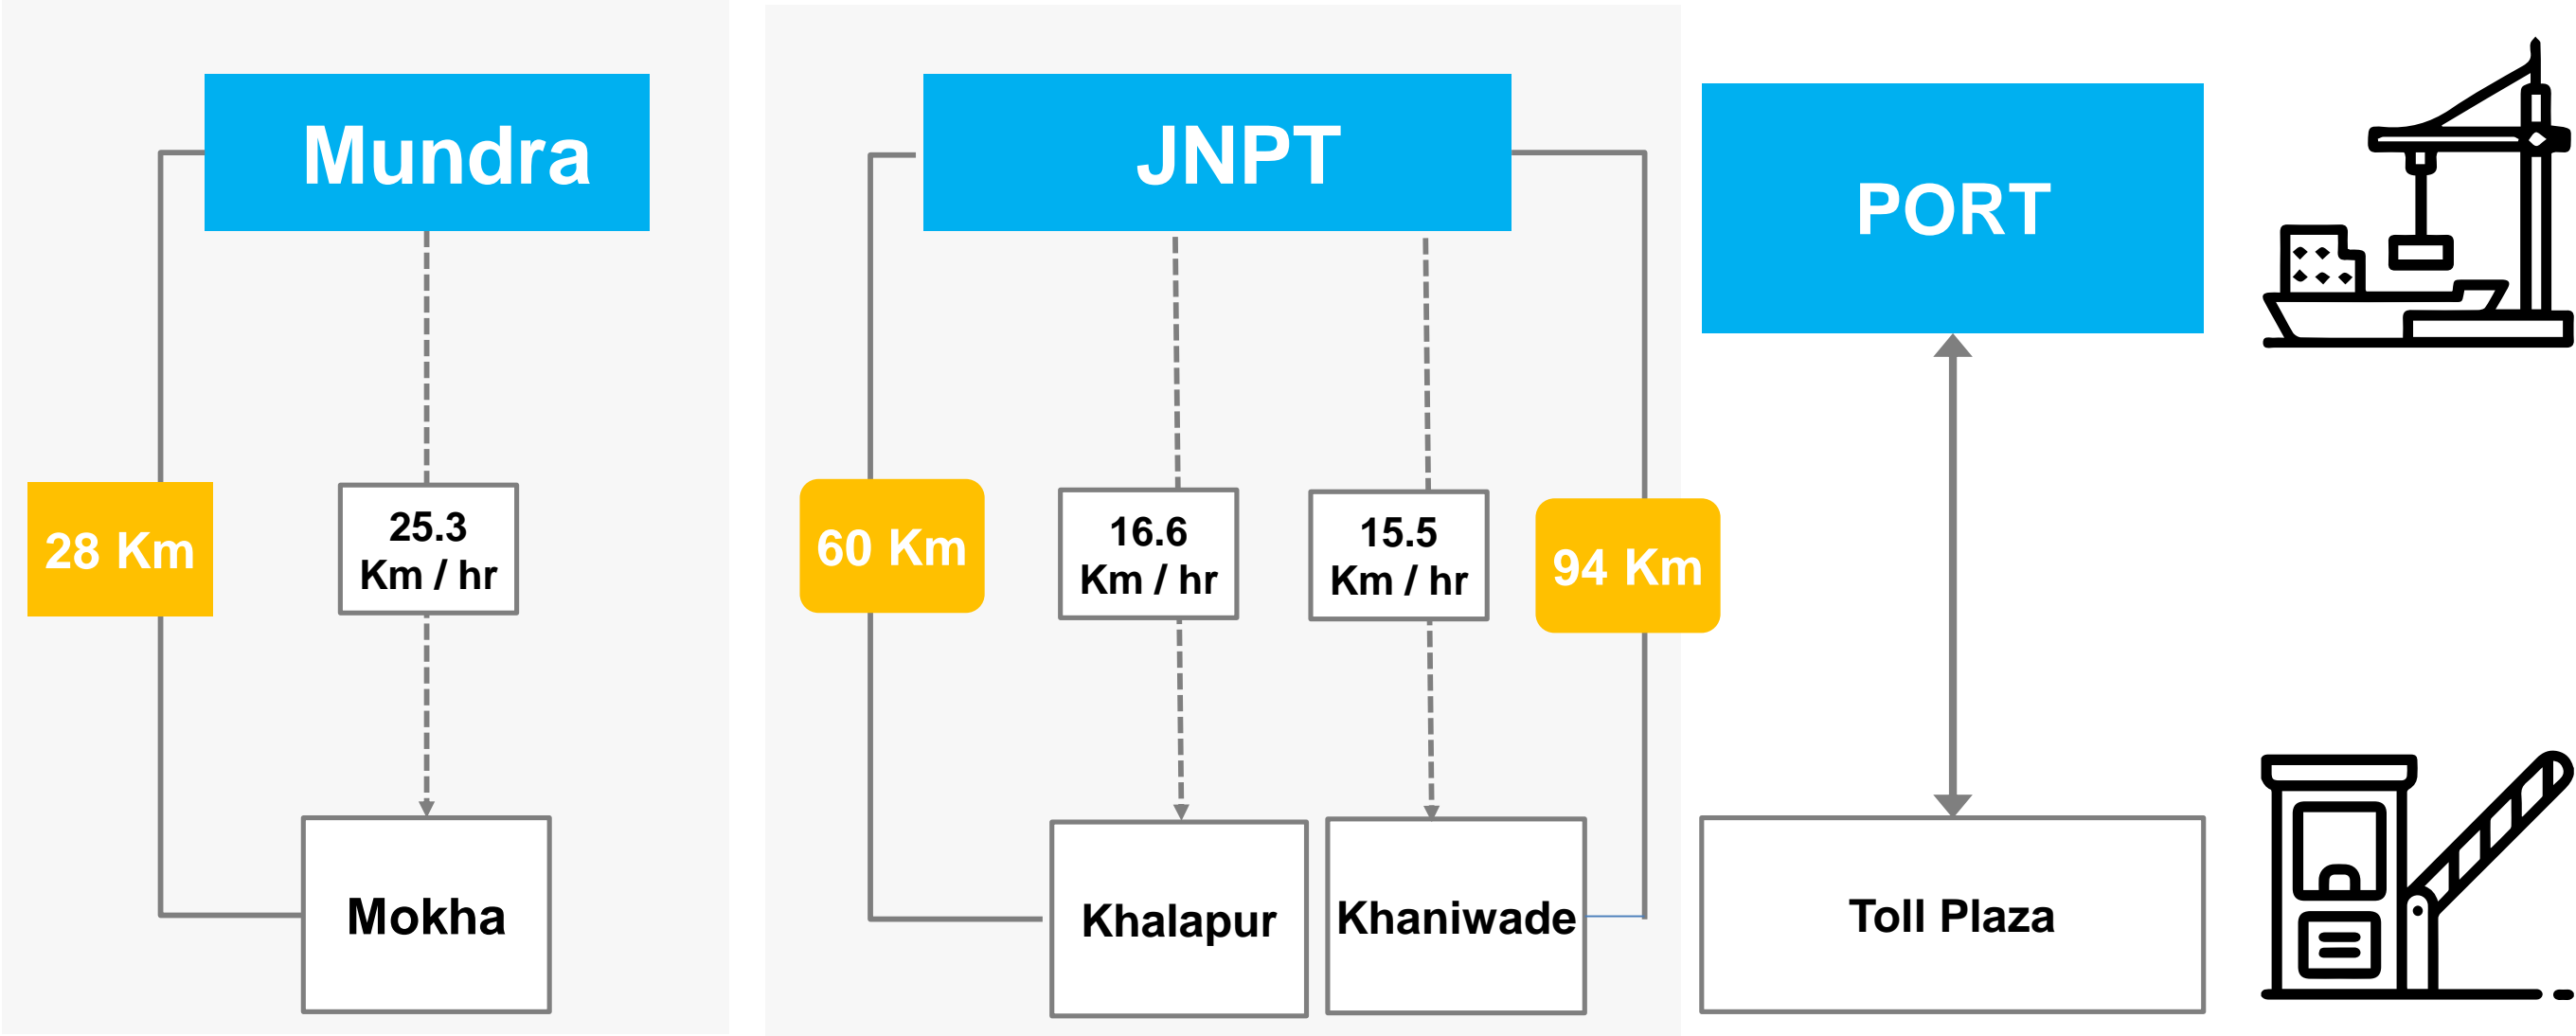 Mundra
JNPT
PORT
28 Km
25.3
Km / hr
60 Km
16.6
Km / hr
15.5
Km / hr
94 Km
Mokha
Khalapur
Khaniwade
Toll Plaza